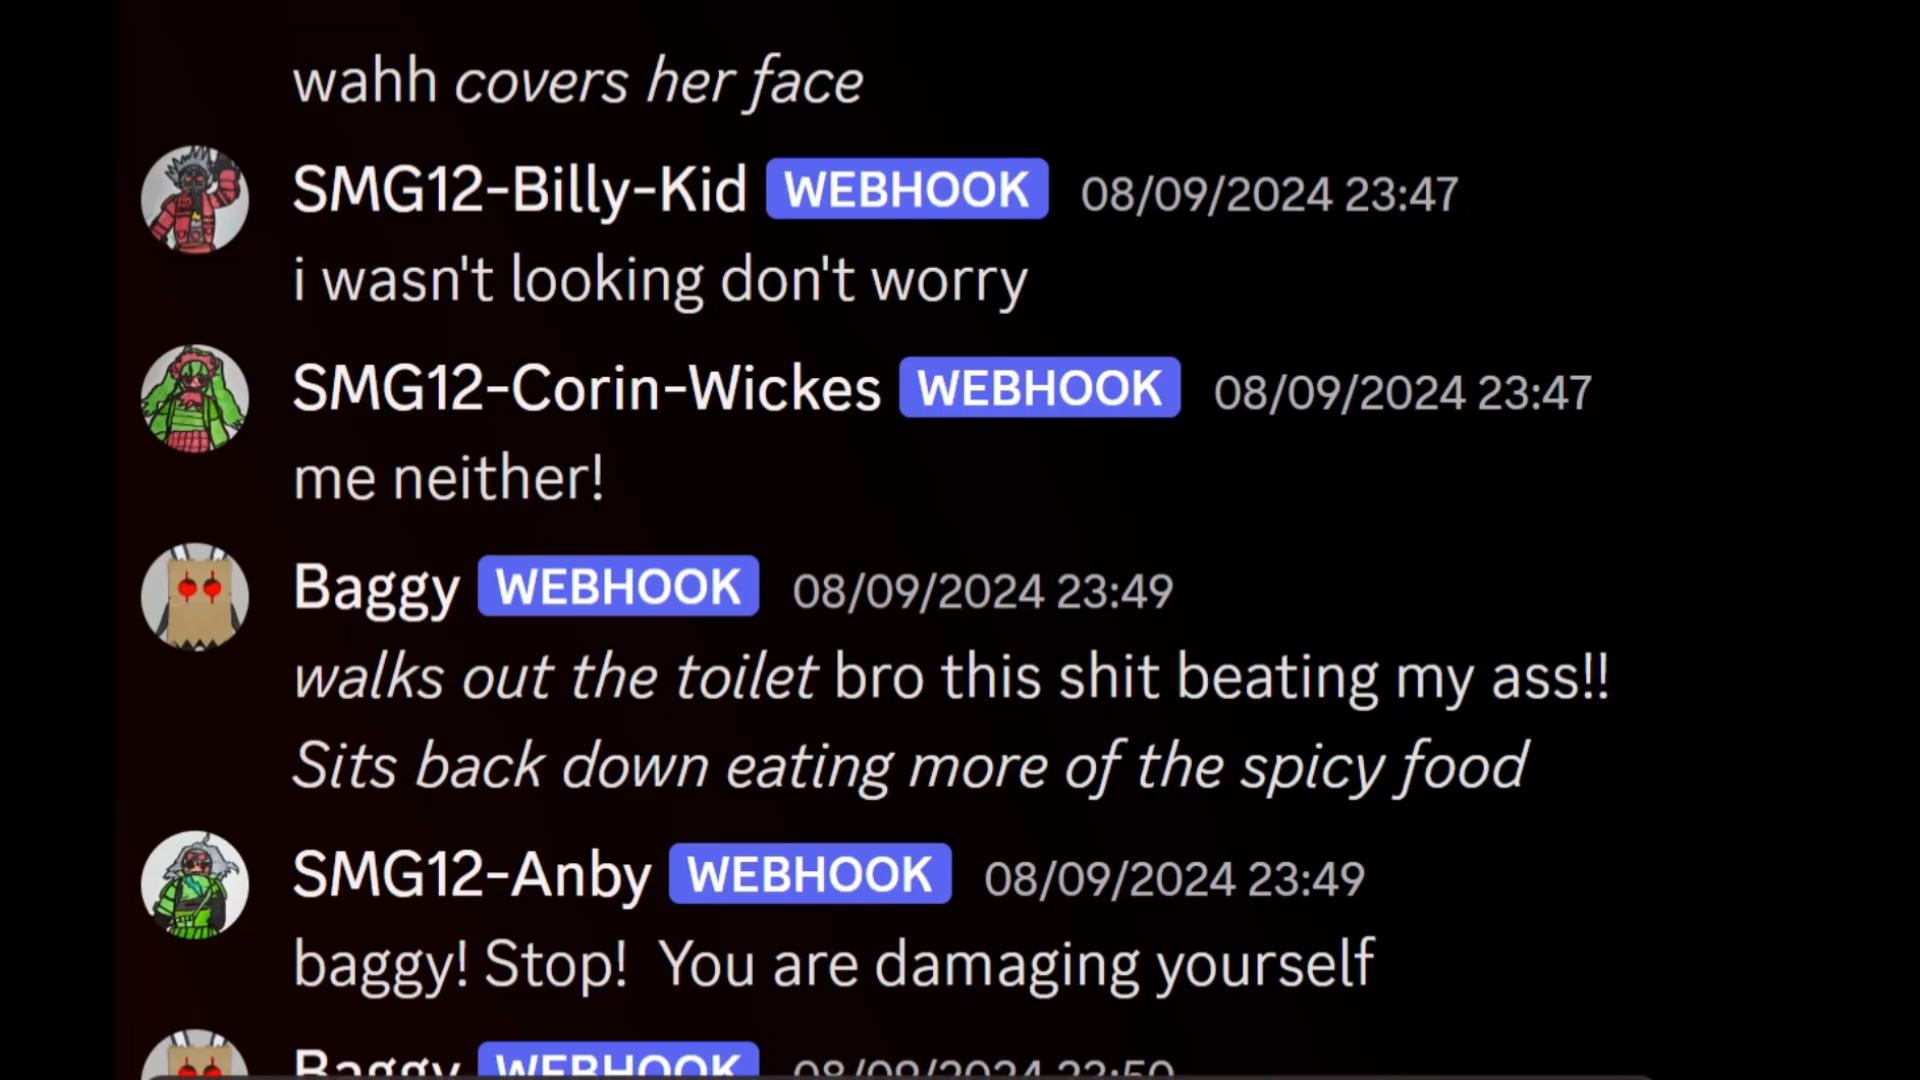 wahh covers her face
SMG12-Billy-Kid WEBHOOK 08/09/2024 23:47
i wasn't looking don't worry
SMG12-Corin-Wickes WEBHOOK 08/09/2024 23:47
me neither!
Baggy WEBHOOK 08/09/2024 23:49
walks out the toilet bro this shit beating my ass!!
Sits back down eating more of the spicy food
SMG12-Anby WEBHOOK 08/09/2024 23:49
baggy! Stop!  You are damaging yourself
Baggy WEBHOOK 08/09/2024 23:50